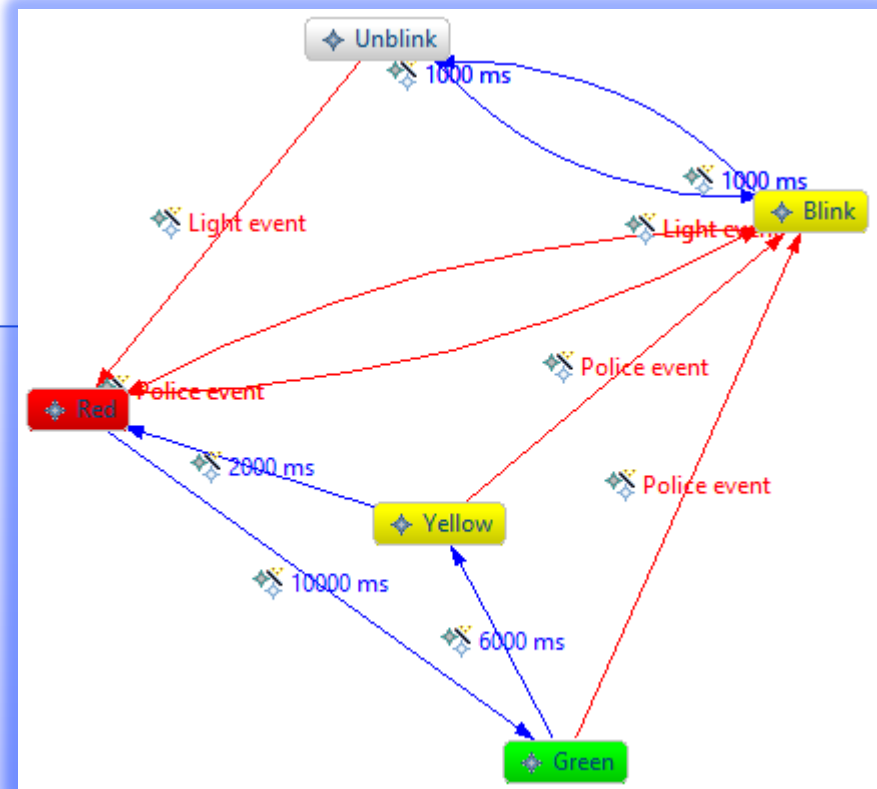 Unblink
1000 ms
1000 ms
Blink
Light event
Light event
Police event
Police event
Red
2000 ms
Police event
Yellow
10000 ms
6000 ms
Green